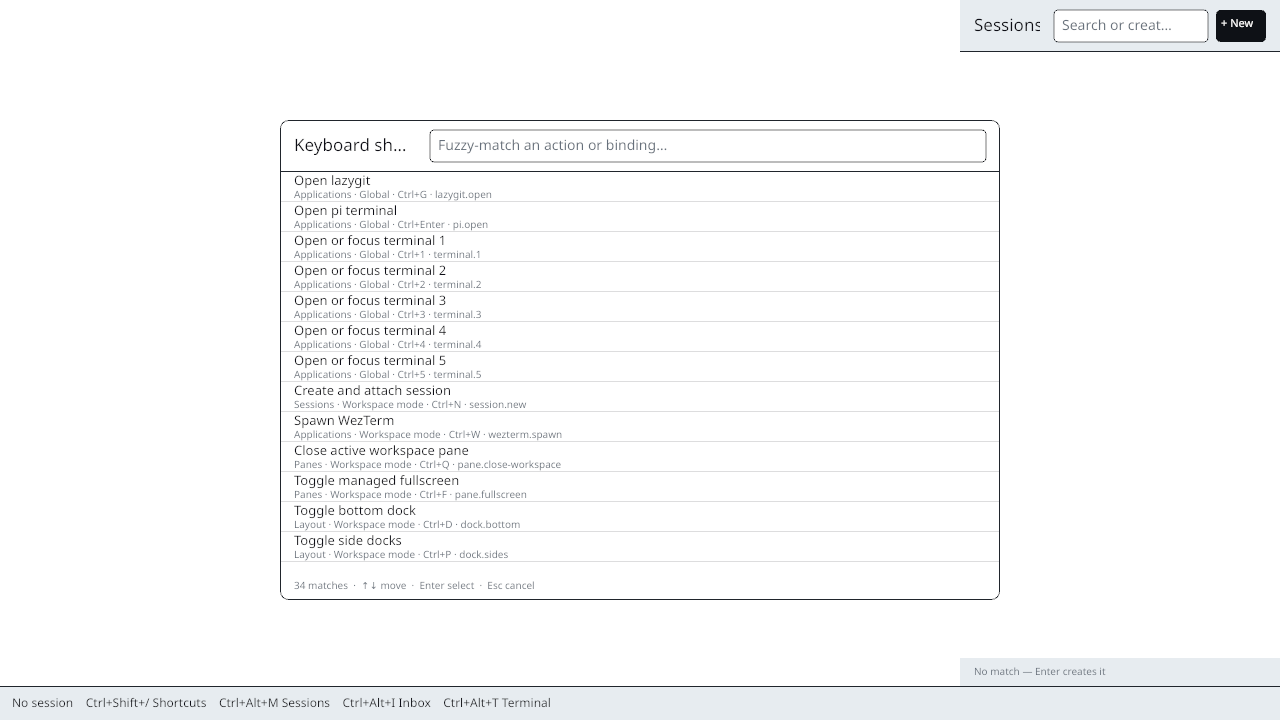 Sessions
Search or creat...
+ New
Keyboard sh...
Fuzzy-match an action or binding...
Open lazygit
Applications · Global · Ctrl+G · lazygit.open
Open pi terminal
Applications · Global · Ctrl+Enter · pi.open
Open or focus terminal 1
Applications · Global · Ctrl+1 · terminal.1
Open or focus terminal 2
Applications · Global · Ctrl+2 · terminal.2
Open or focus terminal 3
Applications · Global · Ctrl+3 · terminal.3
Open or focus terminal 4
Applications · Global · Ctrl+4 · terminal.4
Open or focus terminal 5
Applications · Global · Ctrl+5 · terminal.5
Create and attach session
Sessions · Workspace mode · Ctrl+N · session.new
Spawn WezTerm
Applications · Workspace mode · Ctrl+W · wezterm.spawn
Close active workspace pane
Panes · Workspace mode · Ctrl+Q · pane.close-workspace
Toggle managed fullscreen
Panes · Workspace mode · Ctrl+F · pane.fullscreen
Toggle bottom dock
Layout · Workspace mode · Ctrl+D · dock.bottom
Toggle side docks
Layout · Workspace mode · Ctrl+P · dock.sides
34 matches · ↑↓ move · Enter select · Esc cancel
No match — Enter creates it
No session Ctrl+Shift+/ Shortcuts Ctrl+Alt+M Sessions Ctrl+Alt+I Inbox Ctrl+Alt+T Terminal